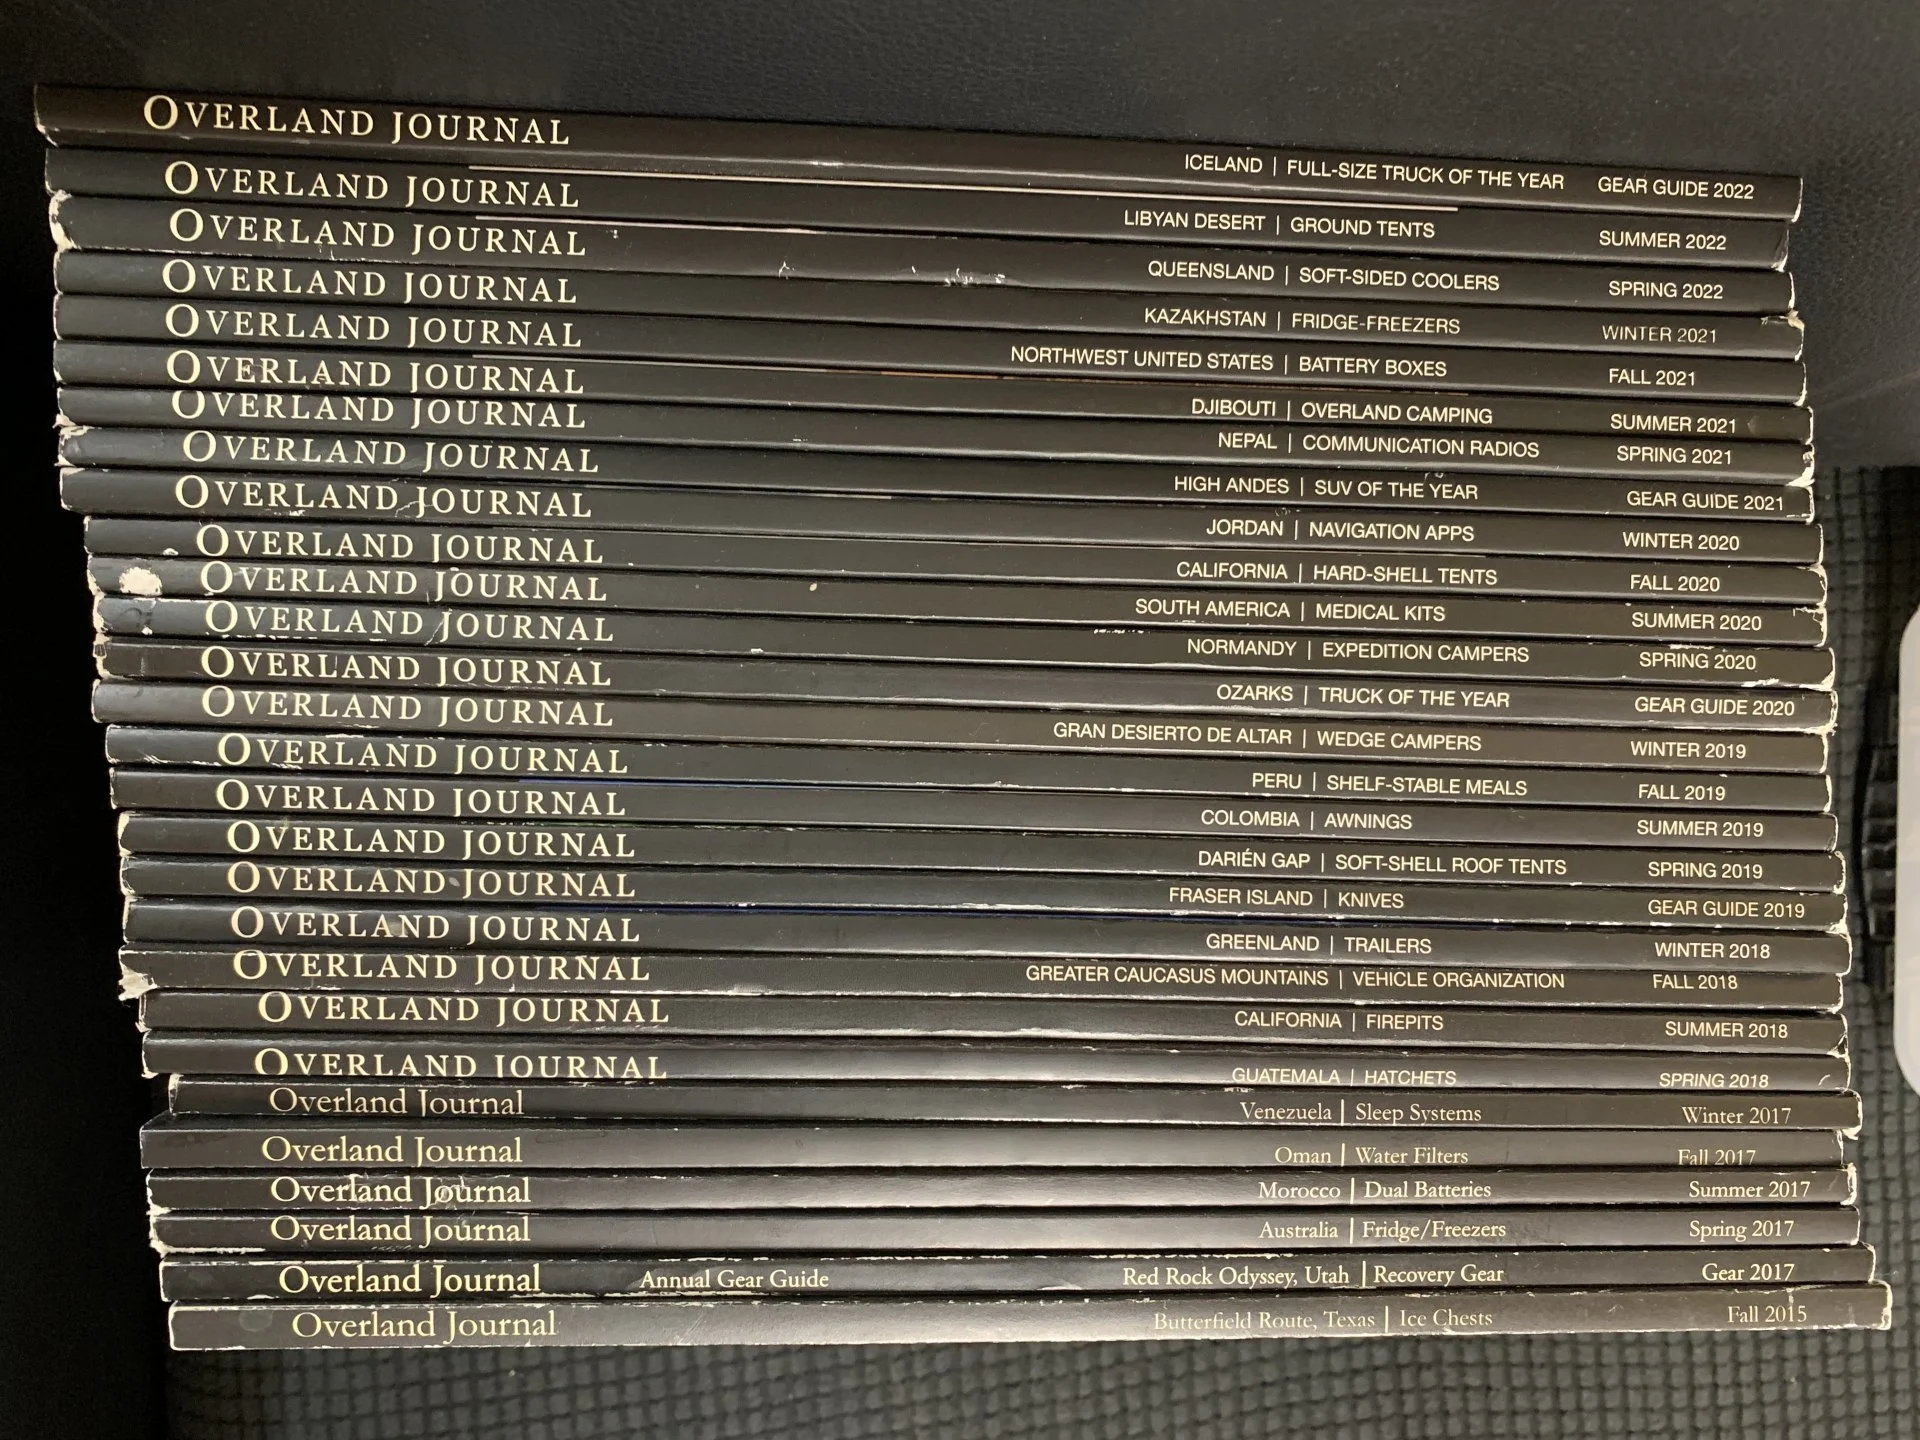 OVERLAND JOURNAL ICELAND | FULL-SIZE TRUCK OF THE YEAR GEAR GUIDE 2022
OVERLAND JOURNAL LIBYAN DESERT | GROUND TENTS SUMMER 2022
OVERLAND JOURNAL QUEENSLAND | SOFT-SIDED COOLERS SPRING 2022
OVERLAND JOURNAL KAZAKHSTAN | FRIDGE-FREEZERS WINTER 2021
OVERLAND JOURNAL NORTHWEST UNITED STATES | BATTERY BOXES FALL 2021
OVERLAND JOURNAL DJIBOUTI | OVERLAND CAMPING SUMMER 2021
OVERLAND JOURNAL NEPAL | COMMUNICATION RADIOS SPRING 2021
OVERLAND JOURNAL HIGH ANDES | SUV OF THE YEAR GEAR GUIDE 2021
OVERLAND JOURNAL JORDAN | NAVIGATION APPS WINTER 2020
OVERLAND JOURNAL CALIFORNIA | HARD-SHELL TENTS FALL 2020
OVERLAND JOURNAL SOUTH AMERICA | MEDICAL KITS SUMMER 2020
OVERLAND JOURNAL NORMANDY | EXPEDITION CAMPERS SPRING 2020
OVERLAND JOURNAL OZARKS | TRUCK OF THE YEAR GEAR GUIDE 2020
OVERLAND JOURNAL GRAN DESIERTO DE ALTAR | WEDGE CAMPERS WINTER 2019
OVERLAND JOURNAL PERU | SHELF-STABLE MEALS FALL 2019
OVERLAND JOURNAL COLOMBIA | AWNINGS SUMMER 2019
OVERLAND JOURNAL DARIÉN GAP | SOFT-SHELL ROOF TENTS SPRING 2019
OVERLAND JOURNAL FRASER ISLAND | KNIVES GEAR GUIDE 2019
OVERLAND JOURNAL GREENLAND | TRAILERS WINTER 2018
OVERLAND JOURNAL GREATER CAUCASUS MOUNTAINS | VEHICLE ORGANIZATION FALL 2018
OVERLAND JOURNAL CALIFORNIA | FIREPITS SUMMER 2018
OVERLAND JOURNAL GUATEMALA | HATCHETS SPRING 2018
Overland Journal Venezuela | Sleep Systems Winter 2017
Overland Journal Oman | Water Filters Fall 2017
Overland Journal Morocco | Dual Batteries Summer 2017
Overland Journal Australia | Fridge/Freezers Spring 2017
Overland Journal Annual Gear Guide Red Rock Odyssey, Utah | Recovery Gear Gear 2017
Overland Journal Butterfield Route, Texas | Ice Chests Fall 2015